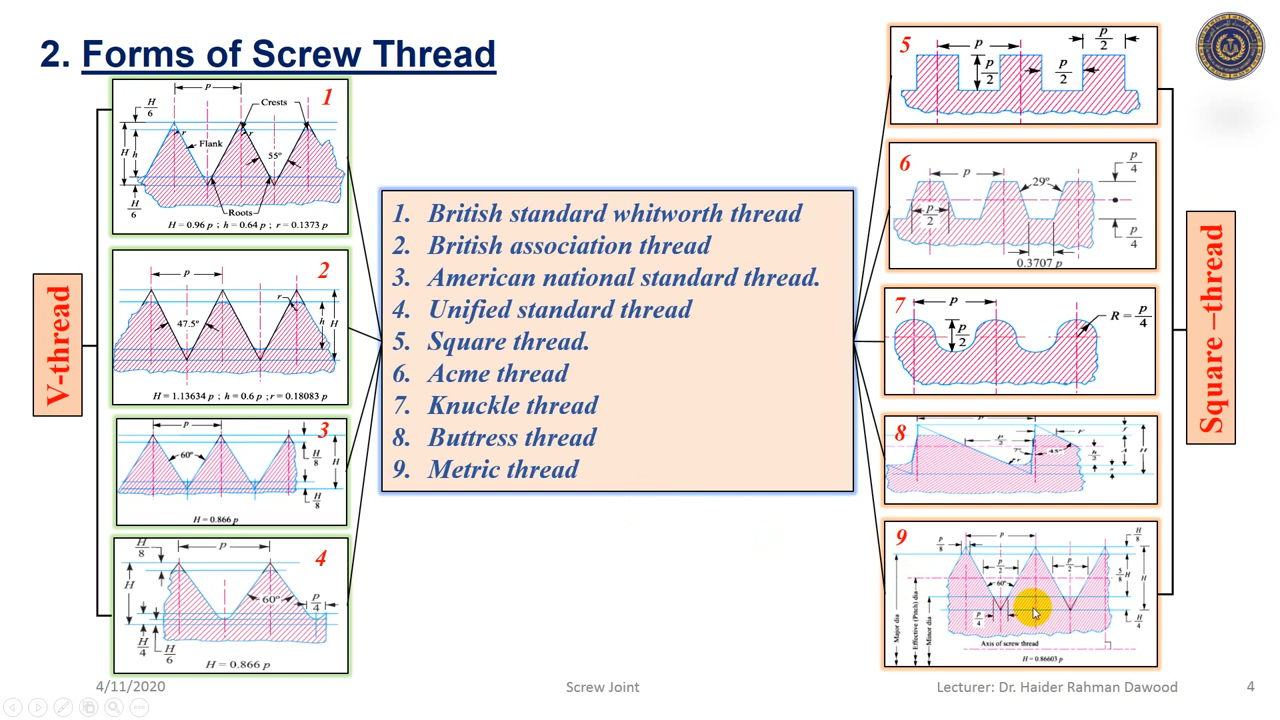 2. Forms of Screw Thread
V-thread
1
p
H/6
Crests
r
r
Flank
55°
H
h
H/6
Roots
H = 0.96 p ; h = 0.64 p ; r = 0.1373 p
2
p
r
47.5°
h
H
H = 1.13634 p ; h = 0.6 p ; r = 0.18083 p
3
p
60°
H/8
H
H/8
H = 0.866 p
4
H/8
p
H
60°
p/4
H/4
H/6
H = 0.866 p
1. British standard whitworth thread
2. British association thread
3. American national standard thread.
4. Unified standard thread
5. Square thread.
6. Acme thread
7. Knuckle thread
8. Buttress thread
9. Metric thread
5
p
p/2
p/2
p/2
6
p
29°
p/4
p/2
p/4
0.3707 p
7
p
p/2
R = p/4
8
9
p/8
p
H/8
p/2
p/2
60°
5/8 H
H
p/4
H/4
Major dia
Effective (Pitch) dia
Minor dia
Axis of screw thread
H = 0.86603 p
Square –thread
4/11/2020
Screw Joint
Lecturer: Dr. Haider Rahman Dawood
4